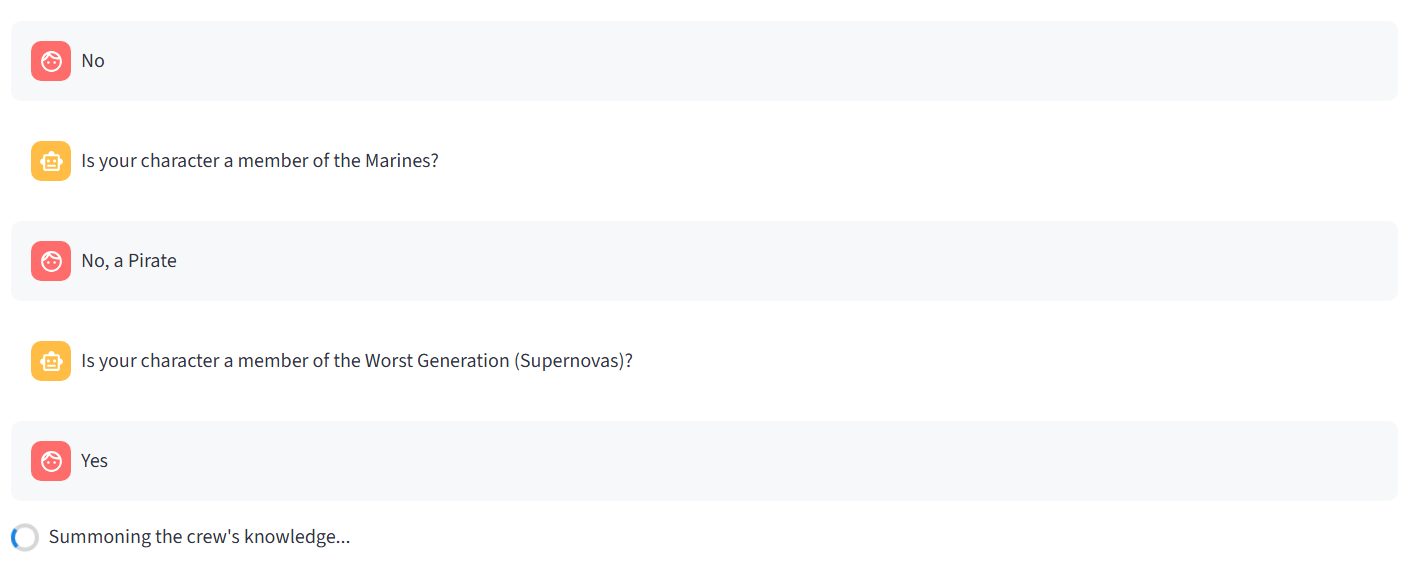 No
Is your character a member of the Marines?
No, a Pirate
Is your character a member of the Worst Generation (Supernovas)?
Yes
Summoning the crew's knowledge...